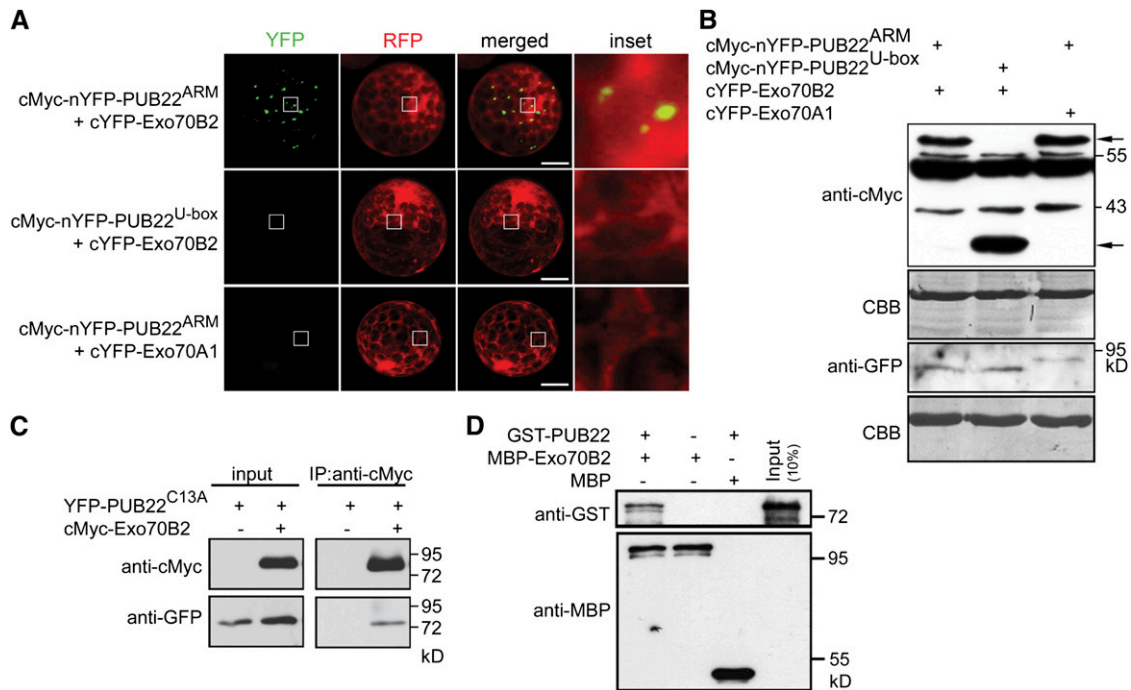 A
YFP RFP merged inset
cMyc-nYFP-PUB22ARM
+ cYFP-Exo70B2
cMyc-nYFP-PUB22U-box
+ cYFP-Exo70B2
cMyc-nYFP-PUB22ARM
+ cYFP-Exo70A1
B
cMyc-nYFP-PUB22ARM + +
cMyc-nYFP-PUB22U-box +
cYFP-Exo70B2 + +
cYFP-Exo70A1 +
anti-cMyc
55
43
CBB
anti-GFP
95
kD
CBB
C
input IP:anti-cMyc
YFP-PUB22C13A + + + +
cMyc-Exo70B2 - + - +
anti-cMyc
95
72
anti-GFP
95
72
kD
D
GST-PUB22 + - +
MBP-Exo70B2 + + -
MBP - - +
Input
(10%)
anti-GST
72
anti-MBP
95
55
kD